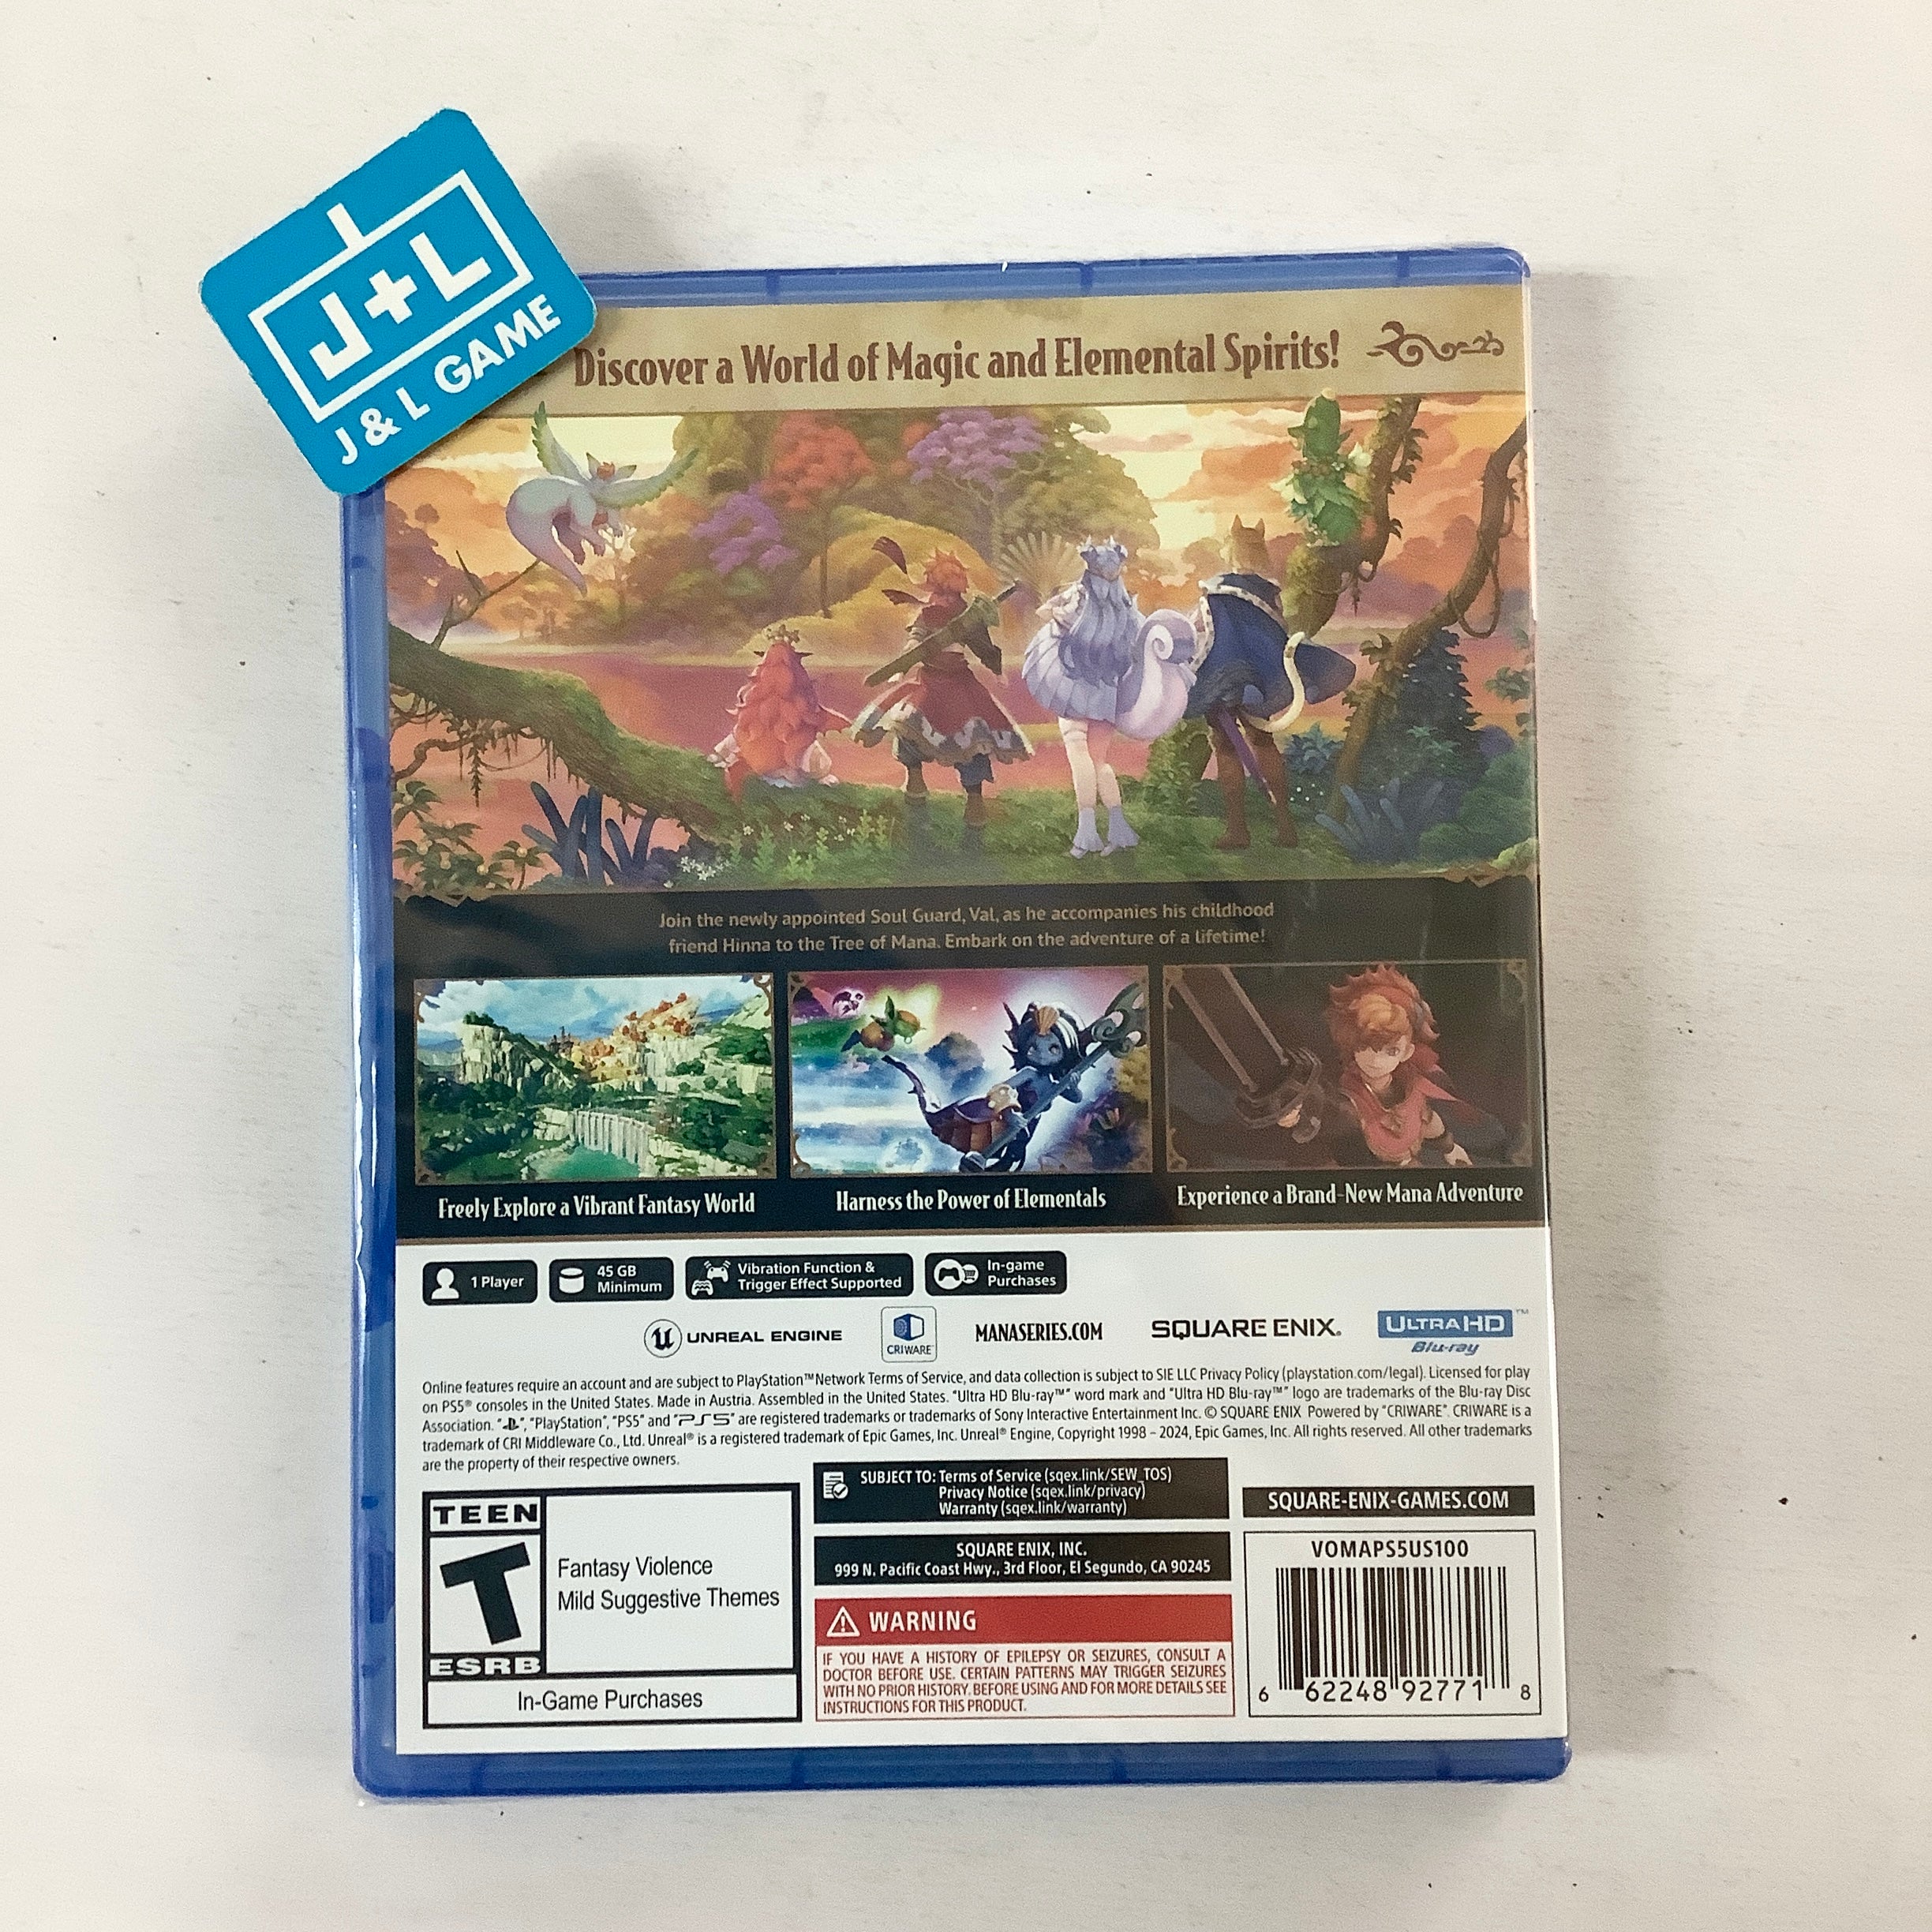 J+L
J & L GAME
Discover a World of Magic and Elemental Spirits!
Join the newly appointed Soul Guard, Val, as he accompanies his childhood
friend Hinna to the Tree of Mana. Embark on the adventure of a lifetime!
Freely Explore a Vibrant Fantasy World
Harness the Power of Elementals
Experience a Brand-New Mana Adventure
1 Player
45 GB
Minimum
Vibration Function &
Trigger Effect Supported
In-game
Purchases
UNREAL ENGINE
CRIWARE
MANASERIES.COM
SQUARE ENIX.
ULTRA HD™
Blu-ray
Online features require an account and are subject to PlayStation™Network Terms of Service, and data collection is subject to SIE LLC Privacy Policy (playstation.com/legal). Licensed for play
on PS5® consoles in the United States. Made in Austria. Assembled in the United States. "Ultra HD Blu-ray™" word mark and "Ultra HD Blu-ray™" logo are trademarks of the Blu-ray Disc
Association. "PS", "PlayStation", "PS5" and "PS5" are registered trademarks or trademarks of Sony Interactive Entertainment Inc. © SQUARE ENIX Powered by "CRIWARE". CRIWARE is a
trademark of CRI Middleware Co., Ltd. Unreal® is a registered trademark of Epic Games, Inc. Unreal® Engine, Copyright 1998 – 2024, Epic Games, Inc. All rights reserved. All other trademarks
are the property of their respective owners.
TEEN
T
ESRB
Fantasy Violence
Mild Suggestive Themes
In-Game Purchases
SUBJECT TO: Terms of Service (sqex.link/SEW_TOS)
Privacy Notice (sqex.link/privacy)
Warranty (sqex.link/warranty)
SQUARE ENIX, INC.
999 N. Pacific Coast Hwy., 3rd Floor, El Segundo, CA 90245
WARNING
IF YOU HAVE A HISTORY OF EPILEPSY OR SEIZURES, CONSULT A
DOCTOR BEFORE USE. CERTAIN PATTERNS MAY TRIGGER SEIZURES
WITH NO PRIOR HISTORY. BEFORE USING AND FOR MORE DETAILS SEE
INSTRUCTIONS FOR THIS PRODUCT.
SQUARE-ENIX-GAMES.COM
VOMAPS5US100
6 62248 92771 8